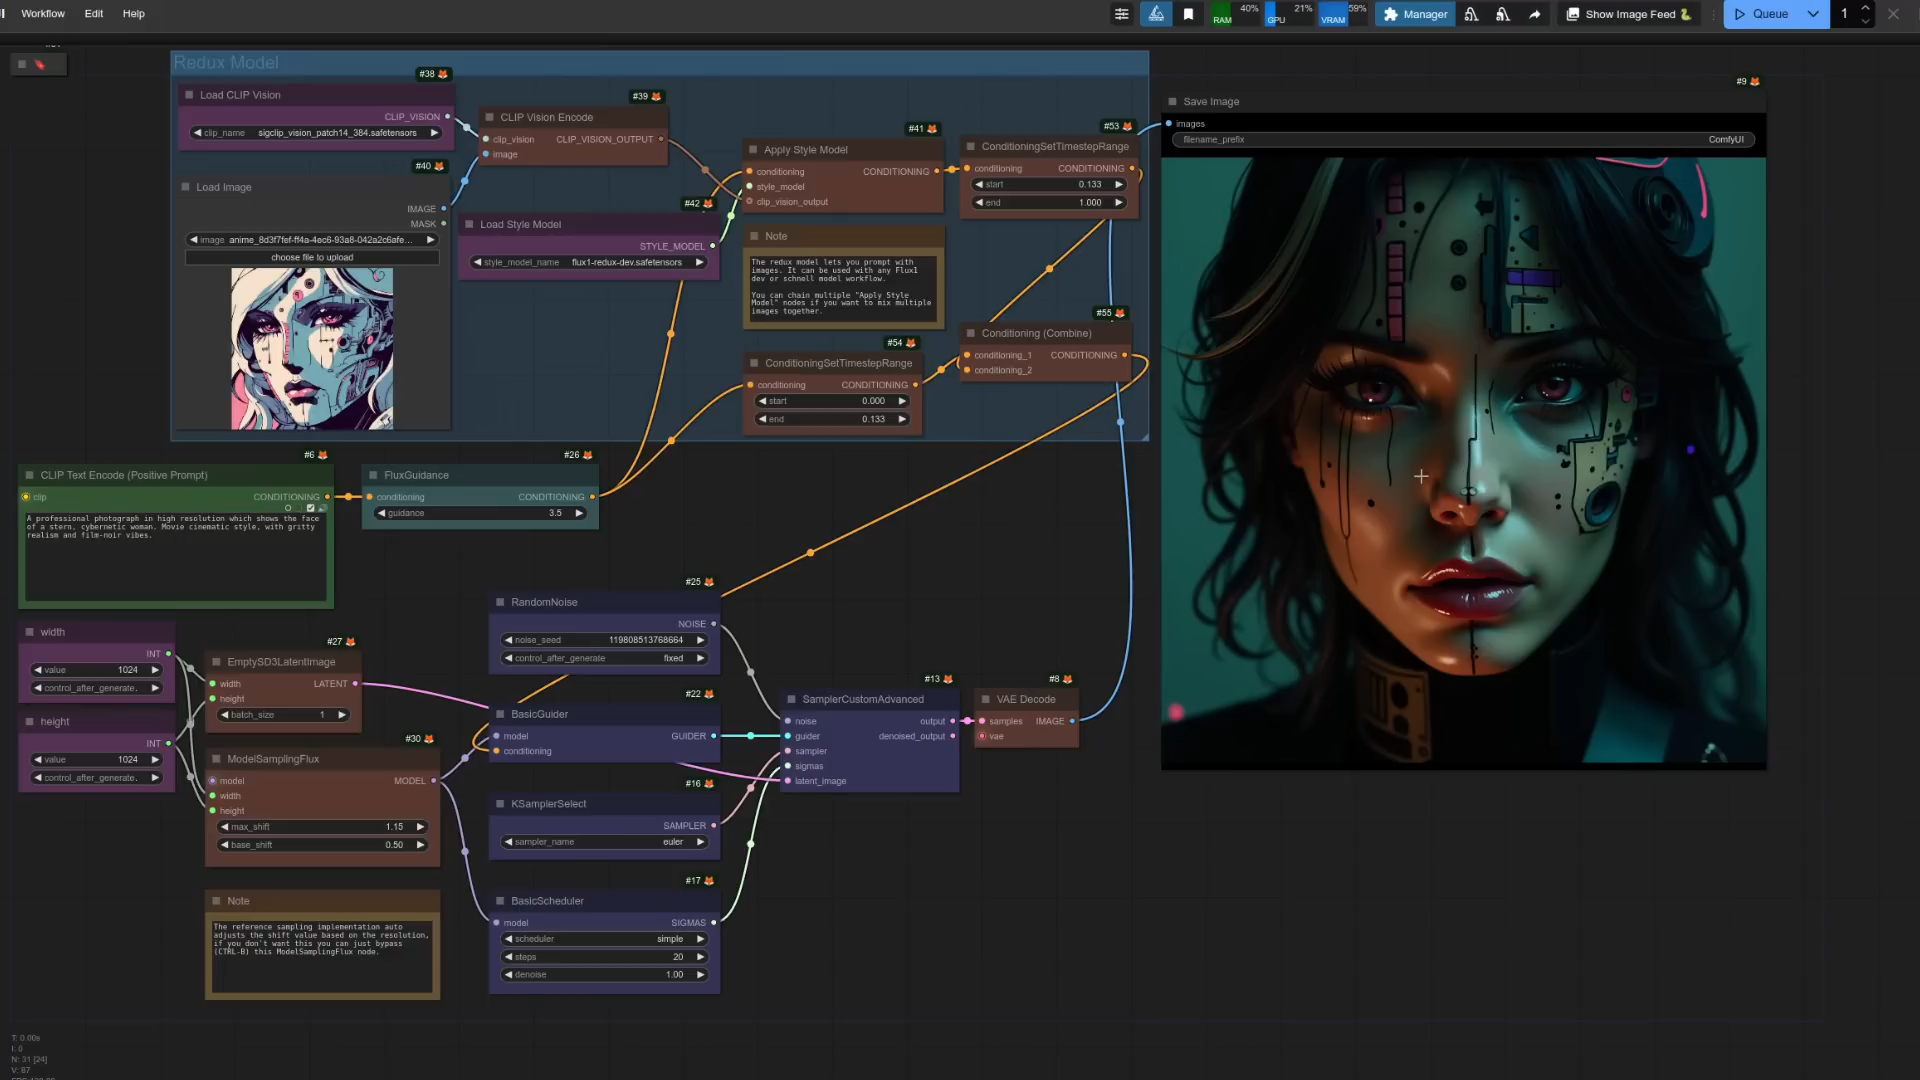 Workflow Edit Help
RAM 40% GPU 21% VRAM 59% Manager Show Image Feed Queue 1
Redux Model
#38
Load CLIP Vision
CLIP_VISION
clip_name sigclip_vision_patch14_384.safetensors
#39
CLIP Vision Encode
clip_vision CLIP_VISION_OUTPUT
image
#40
Load Image
IMAGE
MASK
image anime_8d3f7fef-ff4a-4ec6-93a8-042a2c6afe...
choose file to upload
#42
Load Style Model
STYLE_MODEL
style_model_name flux1-redux-dev.safetensors
#41
Apply Style Model
conditioning CONDITIONING
style_model
clip_vision_output
Note
The redux model lets you prompt with
images. It can be used with any Flux1
dev or schnell model workflow.
You can chain multiple "Apply Style
Model" nodes if you want to mix multiple
images together.
#53
ConditioningSetTimestepRange
conditioning CONDITIONING
start 0.133
end 1.000
#54
ConditioningSetTimestepRange
conditioning CONDITIONING
start 0.000
end 0.133
#55
Conditioning (Combine)
conditioning_1 CONDITIONING
conditioning_2
#9
Save Image
images
filename_prefix ComfyUI
#6
CLIP Text Encode (Positive Prompt)
clip CONDITIONING
A professional photograph in high resolution which shows the face
of a stern, cybernetic woman. Movie cinematic style, with gritty
realism and film-noir vibes.
#26
FluxGuidance
conditioning CONDITIONING
guidance 3.5
width
INT
value 1024
control_after_generate.
height
INT
value 1024
control_after_generate.
#27
EmptySD3LatentImage
width LATENT
height
batch_size 1
#30
ModelSamplingFlux
model MODEL
width
height
max_shift 1.15
base_shift 0.50
Note
The reference sampling implementation auto
adjusts the shift value based on the resolution,
if you don't want this you can just bypass
(CTRL-B) this ModelSamplingFlux node.
#25
RandomNoise
NOISE
noise_seed 119808513768664
control_after_generate fixed
#22
BasicGuider
model GUIDER
conditioning
#16
KSamplerSelect
SAMPLER
sampler_name euler
#17
BasicScheduler
model SIGMAS
scheduler simple
steps 20
denoise 1.00
#13
SamplerCustomAdvanced
noise output
guider denoised_output
sampler
sigmas
latent_image
#8
VAE Decode
samples IMAGE
vae
T: 0.00s
I: 0
N: 31 [24]
V: 87